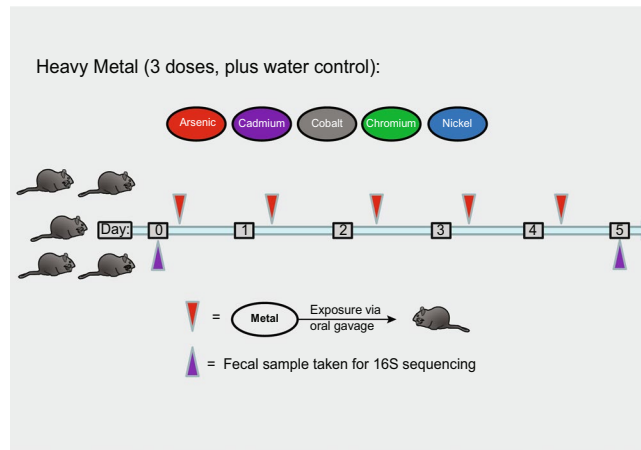 Heavy Metal (3 doses, plus water control):
Arsenic Cadmium Cobalt Chromium Nickel
Day: 0 1 2 3 4 5
= Metal Exposure via
oral gavage
= Fecal sample taken for 16S sequencing